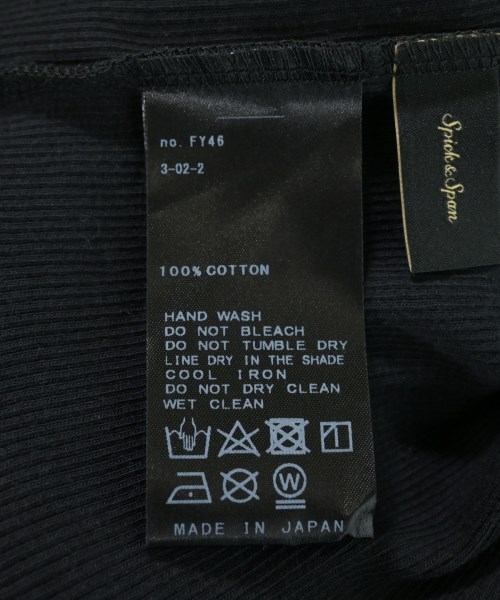 no. FY46
3-02-2
Spick&Span
100% COTTON
HAND WASH
DO NOT BLEACH
DO NOT TUMBLE DRY
LINE DRY IN THE SHADE
COOL IRON
DO NOT DRY CLEAN
WET CLEAN
W
MADE IN JAPAN